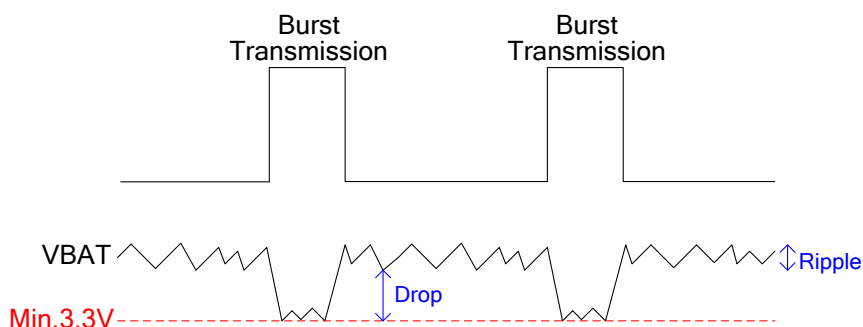 Burst
Transmission
Burst
Transmission
VBAT
Ripple
Drop
Min.3.3V